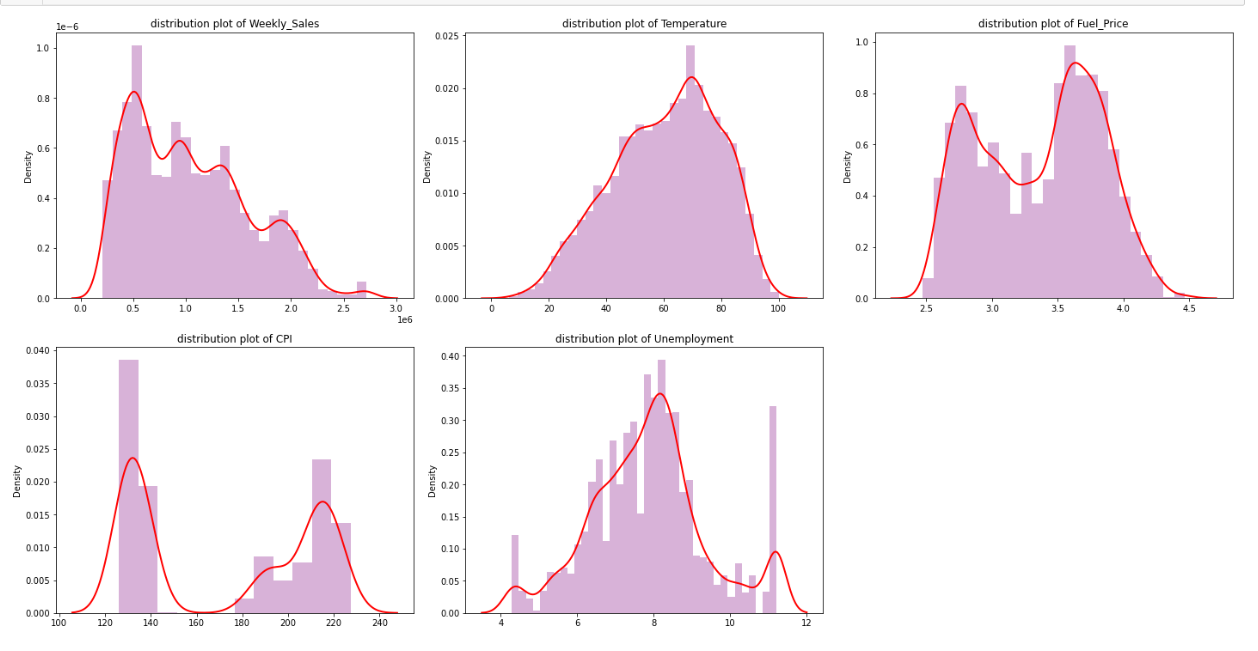 distribution plot of Weekly_Sales
1e−6
Density
1.0
0.8
0.6
0.4
0.2
0.0
0.0 0.5 1.0 1.5 2.0 2.5 3.0
1e6
distribution plot of Temperature
Density
0.025
0.020
0.015
0.010
0.005
0.000
0 20 40 60 80 100
distribution plot of Fuel_Price
Density
1.0
0.8
0.6
0.4
0.2
0.0
2.5 3.0 3.5 4.0 4.5
distribution plot of CPI
Density
0.040
0.035
0.030
0.025
0.020
0.015
0.010
0.005
0.000
100 120 140 160 180 200 220 240
distribution plot of Unemployment
Density
0.40
0.35
0.30
0.25
0.20
0.15
0.10
0.05
0.00
4 6 8 10 12